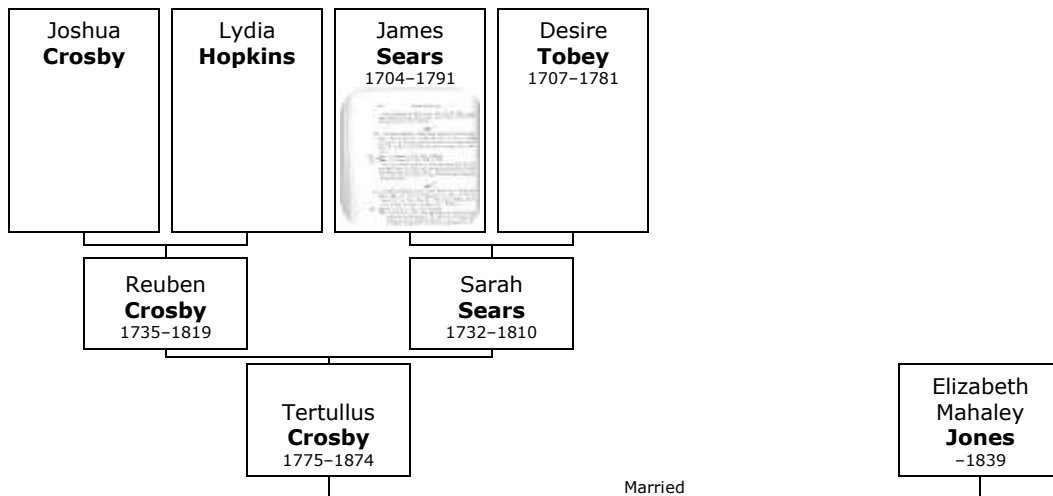 Joshua
Crosby
Lydia
Hopkins
James
Sears
1704–1791
Desire
Tobey
1707–1781
Reuben
Crosby
1735–1819
Sarah
Sears
1732–1810
Tertullus
Crosby
1775–1874
Elizabeth
Mahaley
Jones
–1839
Married